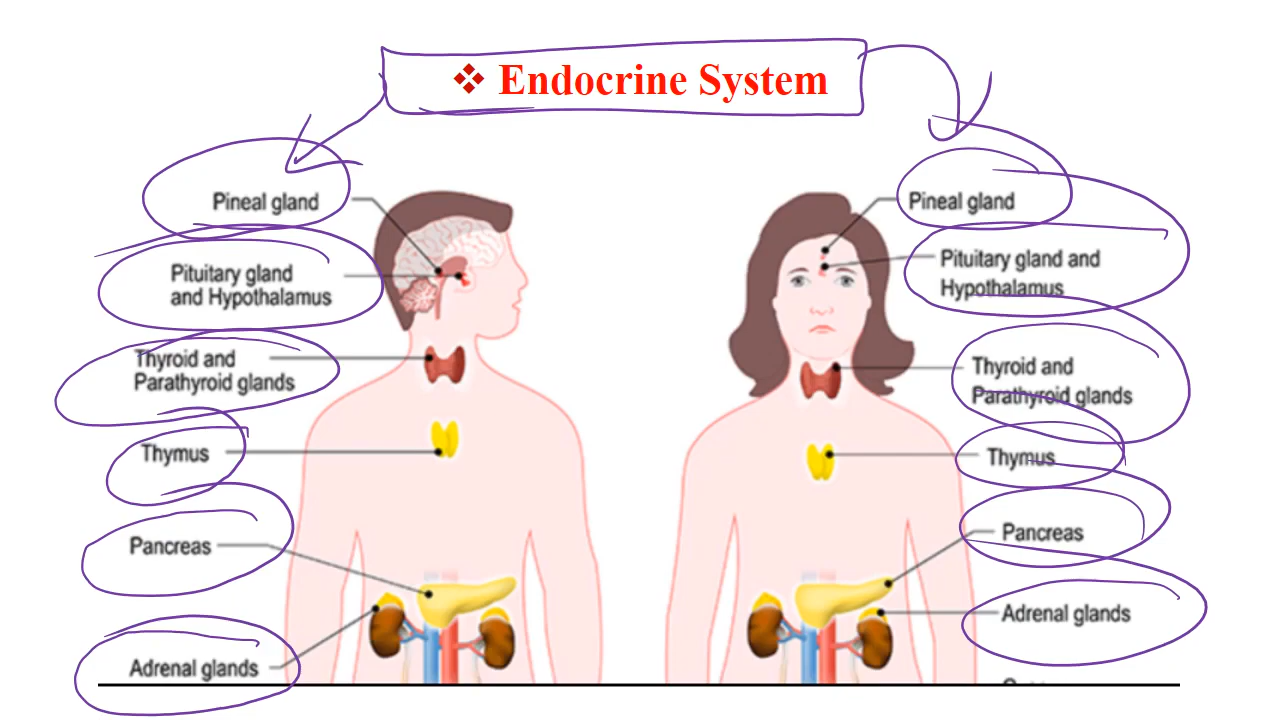 ❖ Endocrine System
Pineal gland
Pituitary gland
and Hypothalamus
Thyroid and
Parathyroid glands
Thymus
Pancreas
Adrenal glands
Pineal gland
Pituitary gland and
Hypothalamus
Thyroid and
Parathyroid glands
Thymus
Pancreas
Adrenal glands